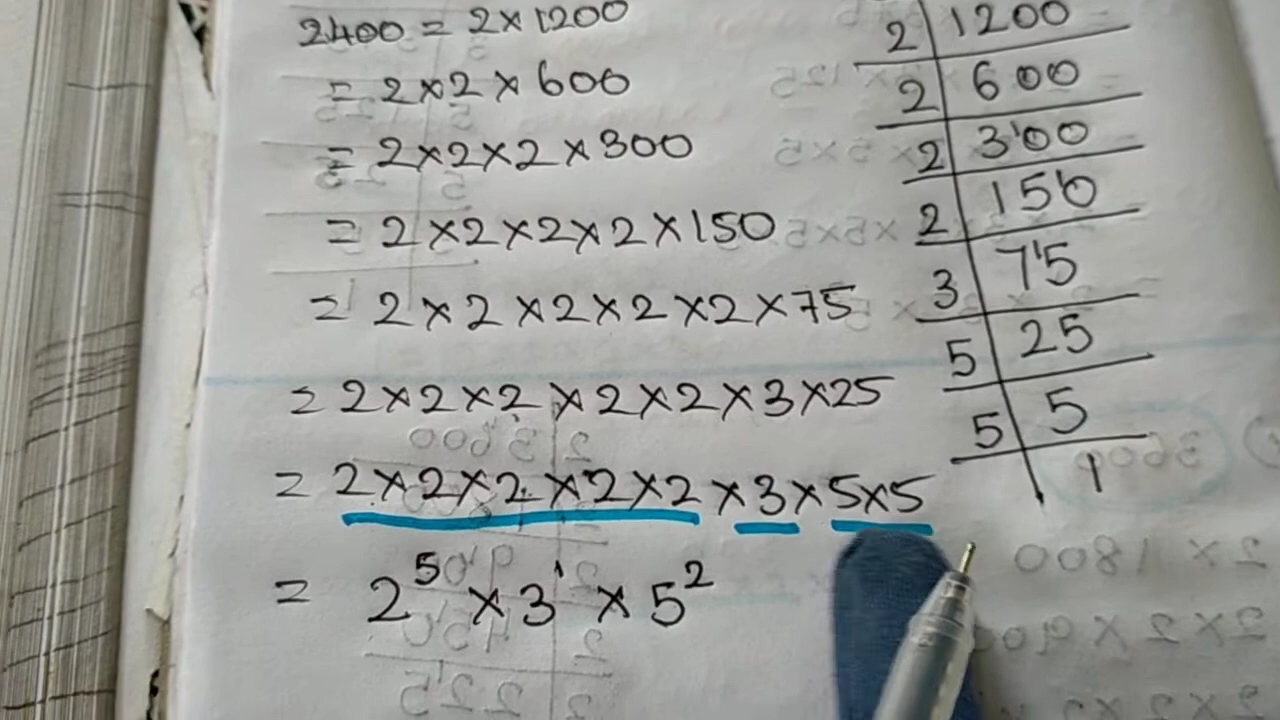 2400 = 2×1200
= 2×2×600
= 2×2×2×300
= 2×2×2×2×150
= 2×2×2×2×2×75
= 2×2×2×2×2×3×25
= 2×2×2×2×2×3×5×5
= 2⁵ × 3¹ × 5²
2 | 1200
2 | 600
2 | 300
2 | 150
3 | 75
5 | 25
5 | 5
1